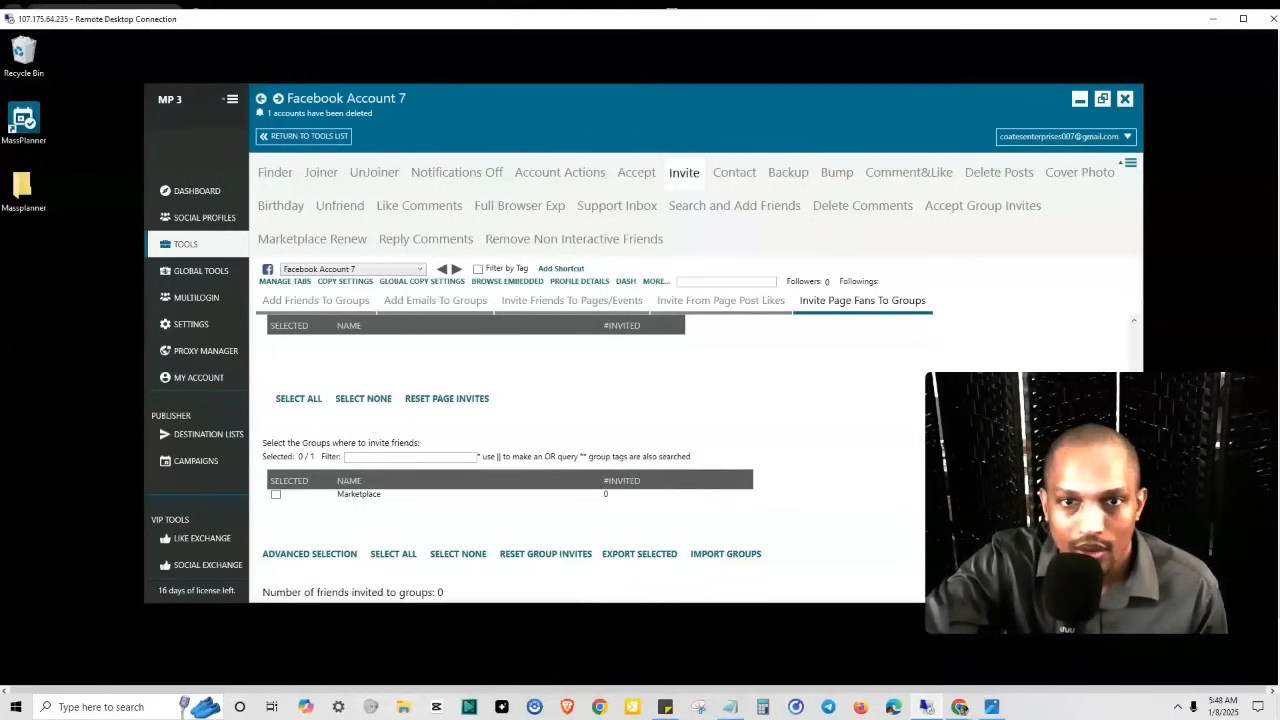 107.175.64.235 - Remote Desktop Connection
Recycle Bin
MassPlanner
Massplanner
MP 3
Facebook Account 7
1 accounts have been deleted
RETURN TO TOOLS LIST
coatesenterprises007@gmail.com
DASHBOARD
SOCIAL PROFILES
TOOLS
GLOBAL TOOLS
MULTILOGIN
SETTINGS
PROXY MANAGER
MY ACCOUNT
PUBLISHER
DESTINATION LISTS
CAMPAIGNS
VIP TOOLS
LIKE EXCHANGE
SOCIAL EXCHANGE
16 days of license left.
Finder Joiner UnJoiner Notifications Off Account Actions Accept Invite Contact Backup Bump Comment&Like Delete Posts Cover Photo
Birthday Unfriend Like Comments Full Browser Exp Support Inbox Search and Add Friends Delete Comments Accept Group Invites
Marketplace Renew Reply Comments Remove Non Interactive Friends
Facebook Account 7 Filter by Tag Add Shortcut
MANAGE TABS COPY SETTINGS GLOBAL COPY SETTINGS BROWSE EMBEDDED PROFILE DETAILS DASH MORE... Followers: 0 Followings:
Add Friends To Groups Add Emails To Groups Invite Friends To Pages/Events Invite From Page Post Likes Invite Page Fans To Groups
SELECTED NAME #INVITED
SELECT ALL SELECT NONE RESET PAGE INVITES
Select the Groups where to invite friends:
Selected: 0 / 1 Filter: * use || to make an OR query ** group tags are also searched
SELECTED NAME #INVITED
Marketplace 0
ADVANCED SELECTION SELECT ALL SELECT NONE RESET GROUP INVITES EXPORT SELECTED IMPORT GROUPS
Number of friends invited to groups: 0
Type here to search
5:48 AM
1/8/2025